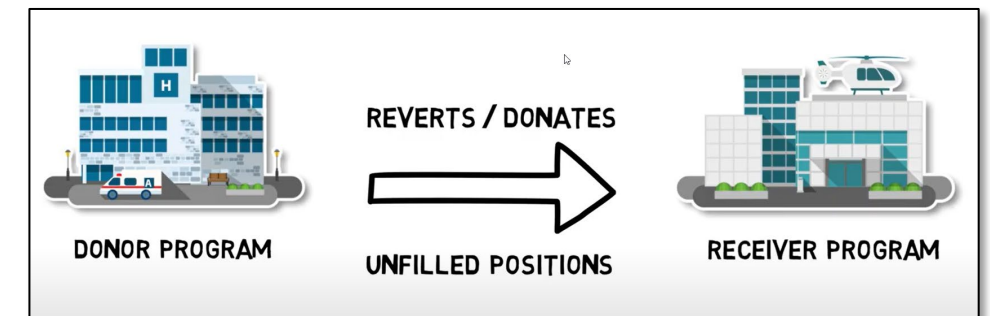 H
A
REVERTS / DONATES
DONOR PROGRAM
UNFILLED POSITIONS
RECEIVER PROGRAM